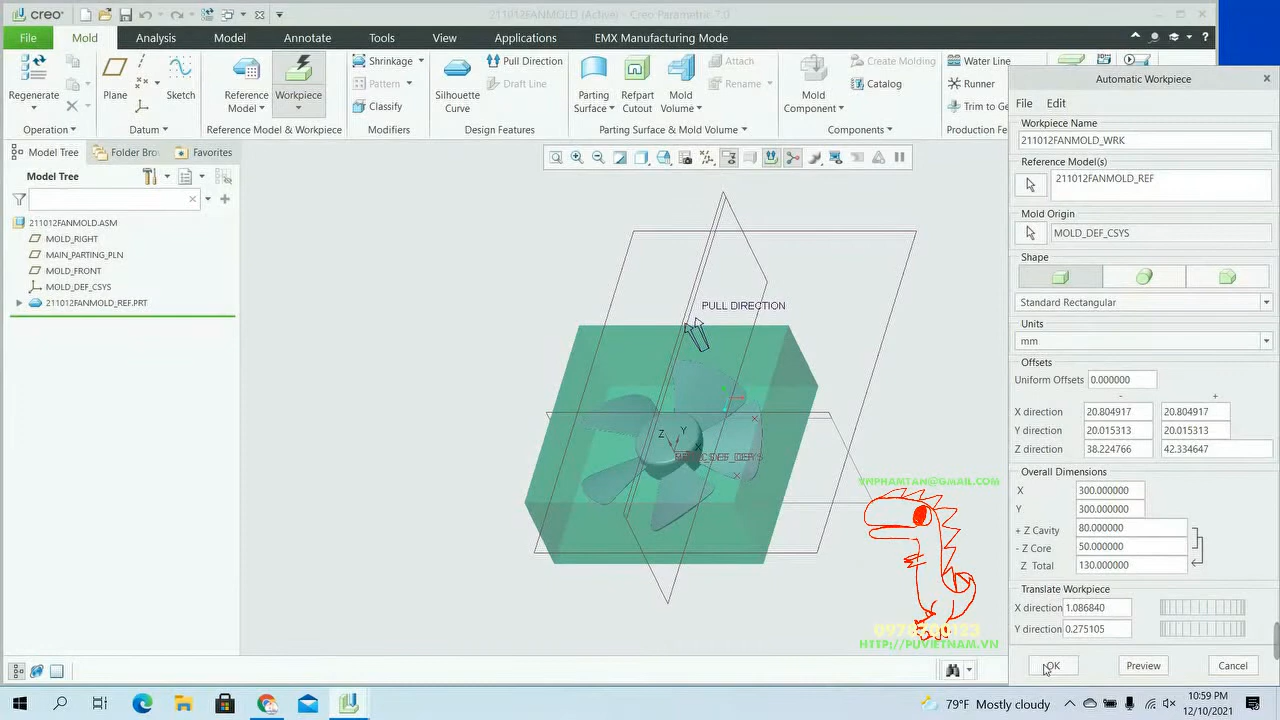 creo
211012FANMOLD (Active) - Creo Parametric 7.0
File Mold Analysis Model Annotate Tools View Applications EMX Manufacturing Mode
Regenerate
Operation
Plane
Sketch
Datum
Reference Model
Workpiece
Reference Model & Workpiece
Shrinkage
Pattern
Classify
Modifiers
Silhouette Curve
Pull Direction
Draft Line
Design Features
Parting Surface
Refpart Cutout
Mold Volume
Attach
Rename
Parting Surface & Mold Volume
Mold Component
Create Molding
Catalog
Components
Water Line
Runner
Trim to Ge
Production Fe
Model Tree
Folder Bro
Favorites
Model Tree
211012FANMOLD.ASM
MOLD_RIGHT
MAIN_PARTING_PLN
MOLD_FRONT
MOLD_DEF_CSYS
211012FANMOLD_REF.PRT
PULL DIRECTION
Z Y
VNPHAMTAN@GMAIL.COM
HTTP://PUVIETNAM.VN
Automatic Workpiece
File Edit
Workpiece Name
211012FANMOLD_WRK
Reference Model(s)
211012FANMOLD_REF
Mold Origin
MOLD_DEF_CSYS
Shape
Standard Rectangular
Units
mm
Offsets
Uniform Offsets 0.000000
- +
X direction 20.804917 20.804917
Y direction 20.015313 20.015313
Z direction 38.224766 42.334647
Overall Dimensions
X 300.000000
Y 300.000000
+ Z Cavity 80.000000
- Z Core 50.000000
Z Total 130.000000
Translate Workpiece
X direction 1.086840
Y direction 0.275105
OK Preview Cancel
79°F Mostly cloudy
10:59 PM
12/10/2021